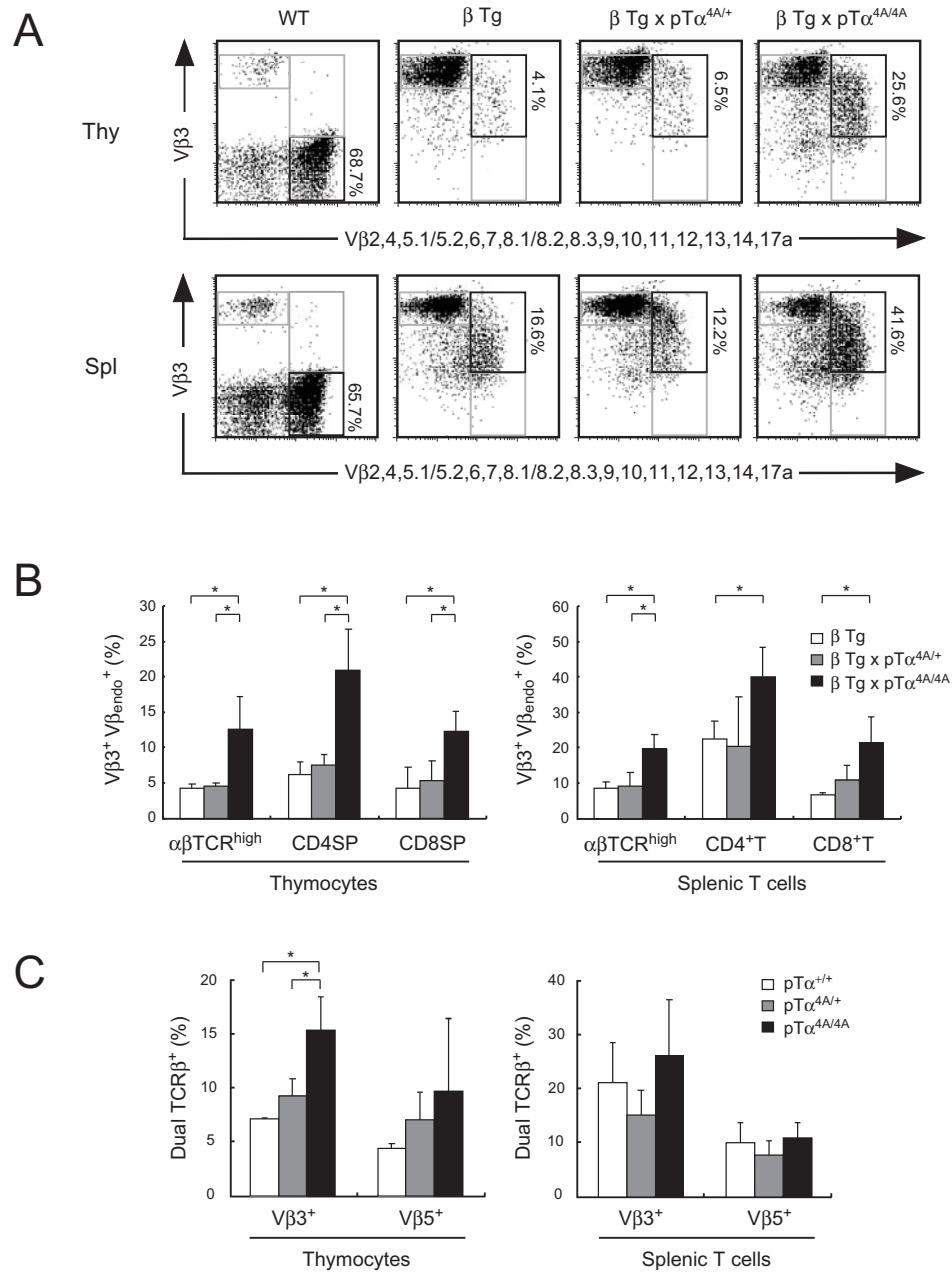 A
WT
β Tg
β Tg x pTα4A/+
β Tg x pTα4A/4A
Thy
Vβ3
68.7%
4.1%
6.5%
25.6%
Vβ2,4,5.1/5.2,6,7,8.1/8.2,8.3,9,10,11,12,13,14,17a
Spl
Vβ3
65.7%
16.6%
12.2%
41.6%
Vβ2,4,5.1/5.2,6,7,8.1/8.2,8.3,9,10,11,12,13,14,17a
B
Vβ3+ Vβendo+ (%)
30
25
20
15
10
5
0
* * * * * *
αβTCRhigh CD4SP CD8SP
Thymocytes
Vβ3+ Vβendo+ (%)
60
50
40
30
20
10
0
* * * *
β Tg
β Tg x pTα4A/+
β Tg x pTα4A/4A
αβTCRhigh CD4+T CD8+T
Splenic T cells
C
Dual TCRβ+ (%)
20
15
10
5
0
* *
Vβ3+ Vβ5+
Thymocytes
Dual TCRβ+ (%)
40
30
20
10
0
pTα+/+
pTα4A/+
pTα4A/4A
Vβ3+ Vβ5+
Splenic T cells